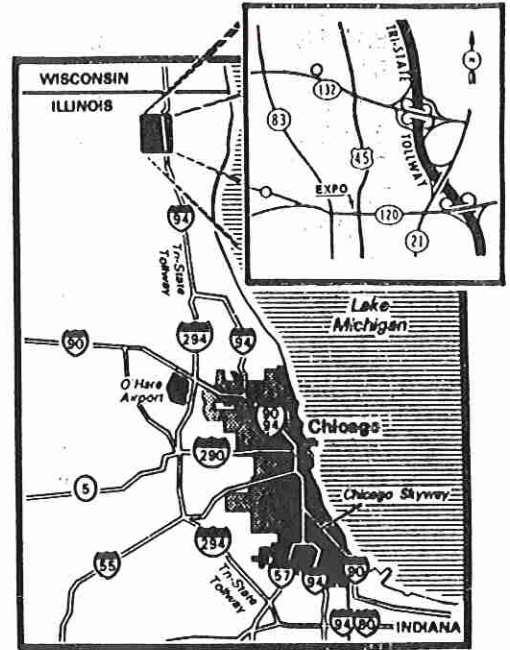 WISCONSIN
ILLINOIS
94
Tri-State
Tollway
90
294
94
O'Hare
Airport
90
94
Chicago
290
5
Chicago Skyway
55
294
Tri-State
Tollway
57
94
90
94
80
INDIANA
Lake
Michigan
TRI-STATE
TOLLWAY
N
132
83
45
EXPO
120
21